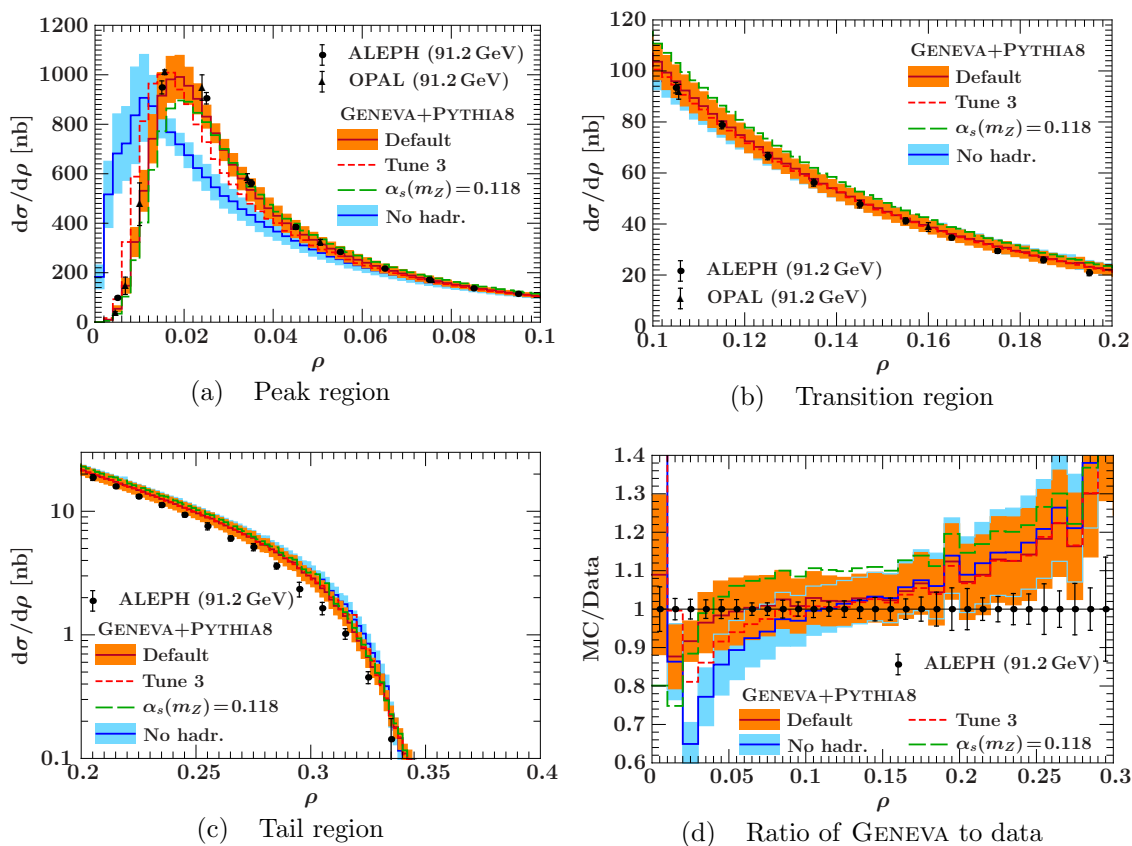 1200
1000
800
600
400
200
0
dσ/dρ [nb]
ALEPH (91.2 GeV)
OPAL (91.2 GeV)
GENEVA+PYTHIA8
Default
Tune 3
αs(mZ)=0.118
No hadr.
0 0.02 0.04 0.06 0.08 0.1
ρ
(a) Peak region
120
100
80
60
40
20
0
dσ/dρ [nb]
GENEVA+PYTHIA8
Default
Tune 3
αs(mZ)=0.118
No hadr.
ALEPH (91.2 GeV)
OPAL (91.2 GeV)
0.1 0.12 0.14 0.16 0.18 0.2
ρ
(b) Transition region
10
1
0.1
dσ/dρ [nb]
ALEPH (91.2 GeV)
GENEVA+PYTHIA8
Default
Tune 3
αs(mZ)=0.118
No hadr.
0.2 0.25 0.3 0.35 0.4
ρ
(c) Tail region
1.4
1.3
1.2
1.1
1
0.9
0.8
0.7
0.6
MC/Data
ALEPH (91.2 GeV)
GENEVA+PYTHIA8
Default Tune 3
No hadr. αs(mZ)=0.118
0 0.05 0.1 0.15 0.2 0.25 0.3
ρ
(d) Ratio of GENEVA to data